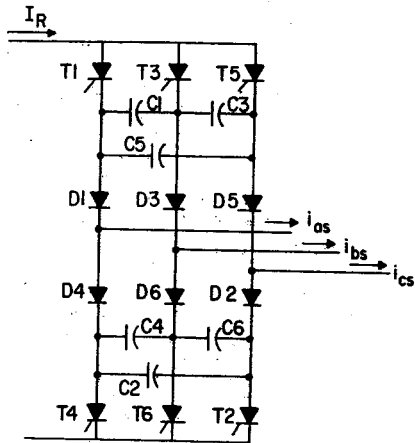 I_R
T1 T3 T5
C1 C3
C5
D1 D3 D5
i_as
i_bs
i_cs
D4 D6 D2
C4 C6
C2
T4 T6 T2